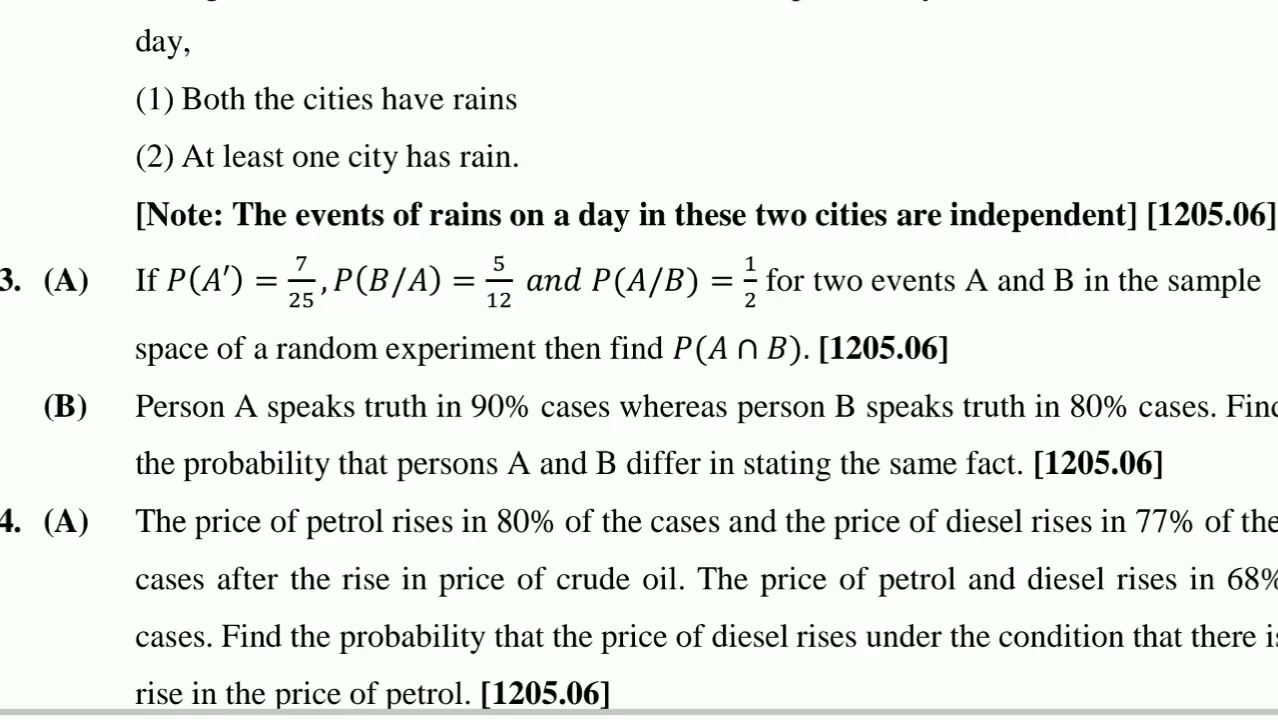 day,
(1) Both the cities have rains
(2) At least one city has rain.
[Note: The events of rains on a day in these two cities are independent] [1205.06]
3. (A) If P(A′) = 7/25, P(B/A) = 5/12 and P(A/B) = 1/2 for two events A and B in the sample
space of a random experiment then find P(A ∩ B). [1205.06]
(B) Person A speaks truth in 90% cases whereas person B speaks truth in 80% cases. Find
the probability that persons A and B differ in stating the same fact. [1205.06]
4. (A) The price of petrol rises in 80% of the cases and the price of diesel rises in 77% of the
cases after the rise in price of crude oil. The price of petrol and diesel rises in 68%
cases. Find the probability that the price of diesel rises under the condition that there is
rise in the price of petrol. [1205.06]